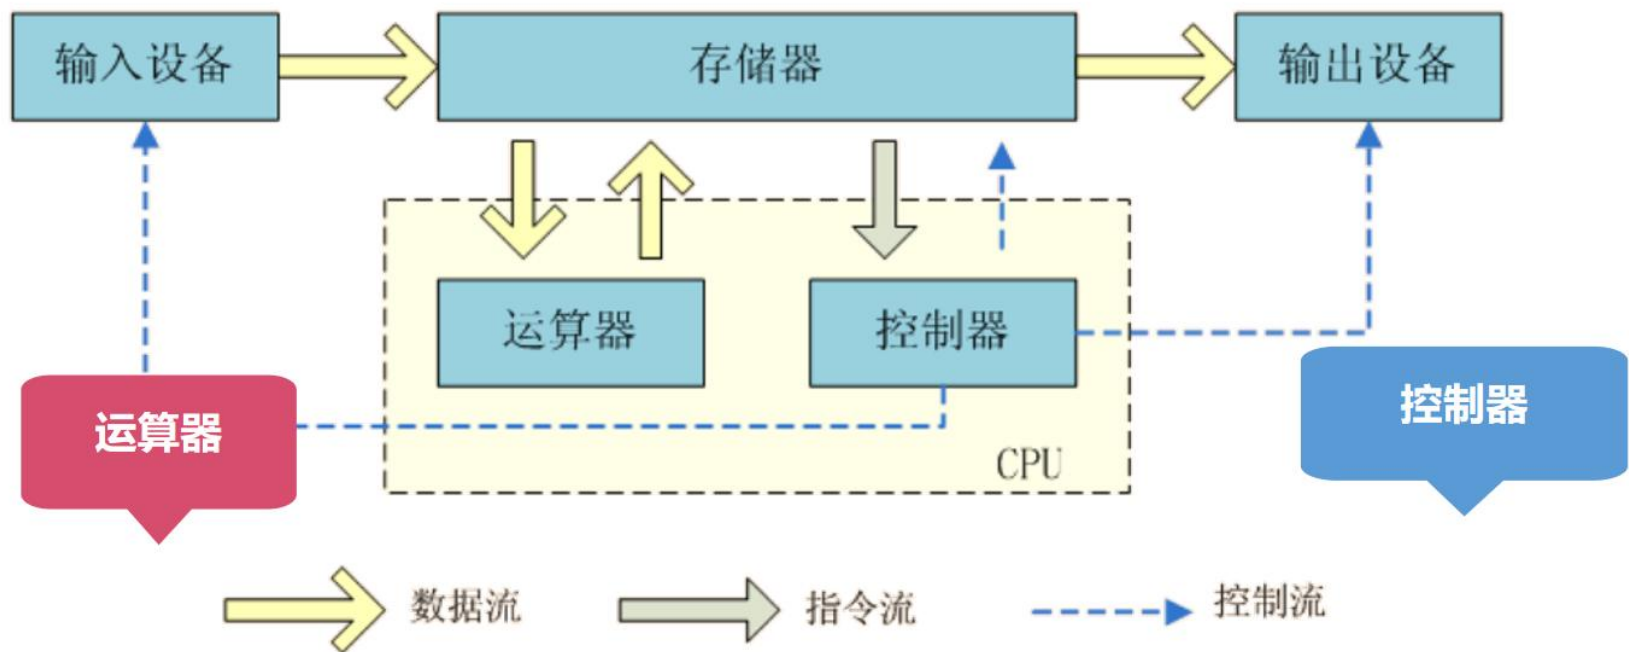 输入设备
存储器
输出设备
运算器
控制器
运算器
控制器
CPU
数据流
指令流
控制流